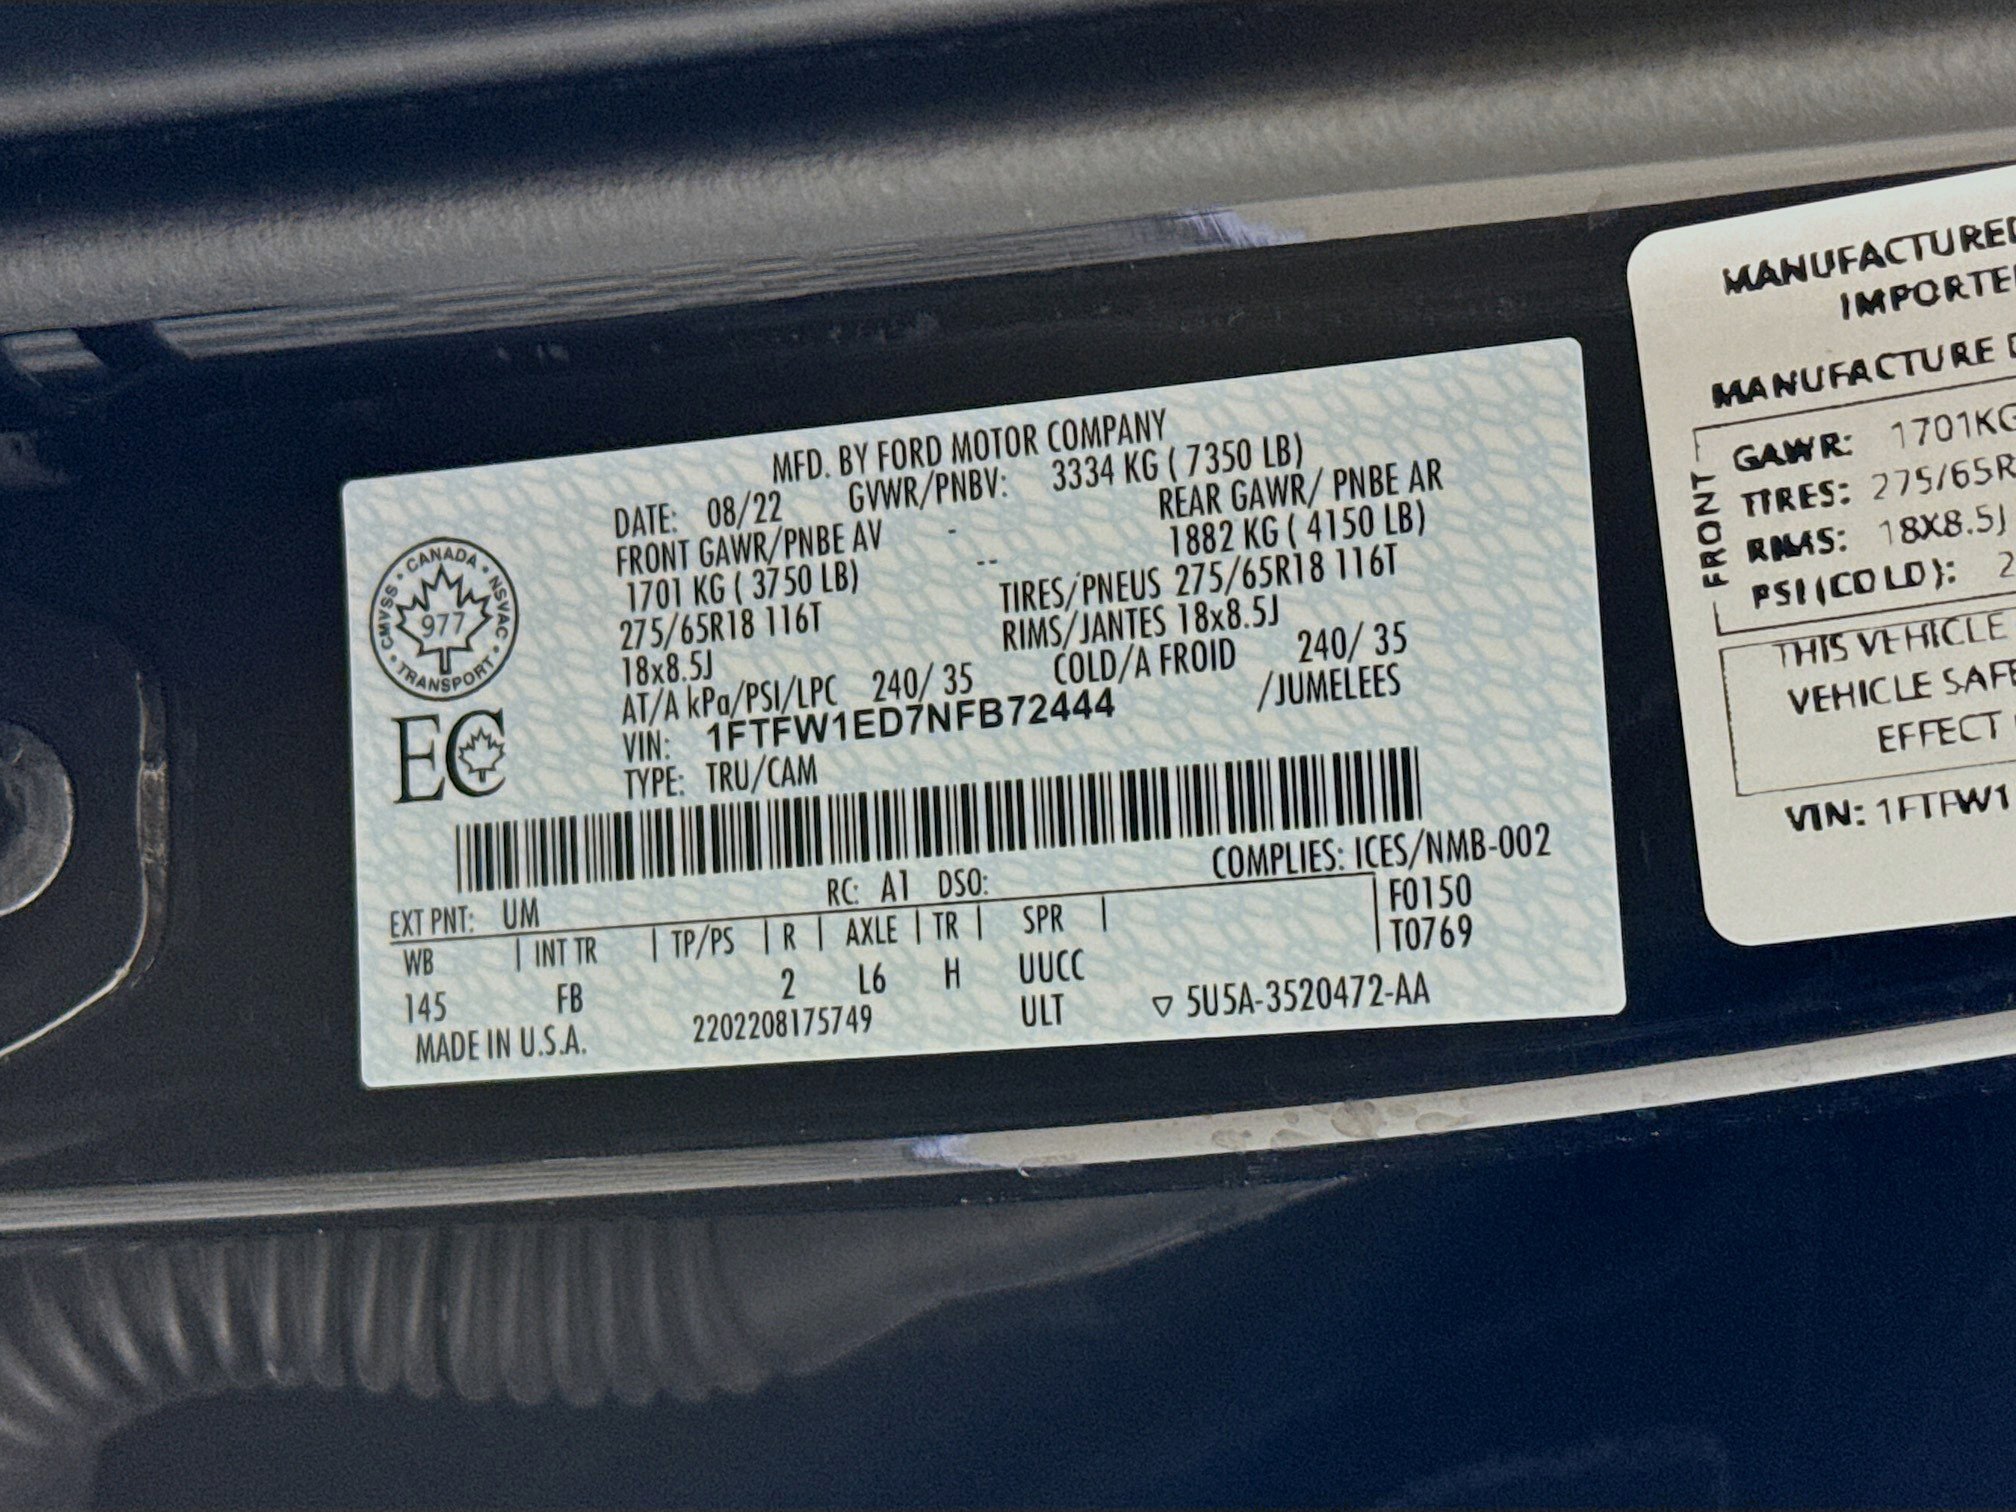 MFD. BY FORD MOTOR COMPANY
DATE: 08/22 GVWR/PNBV: 3334 KG ( 7350 LB)
FRONT GAWR/PNBE AV - REAR GAWR/ PNBE AR
1701 KG ( 3750 LB) -- 1882 KG ( 4150 LB)
275/65R18 116T TIRES/PNEUS 275/65R18 116T
18x8.5J RIMS/JANTES 18x8.5J
AT/A kPa/PSI/LPC 240/ 35 COLD/A FROID 240/ 35
VIN: 1FTFW1ED7NFB72444 /JUMELEES
TYPE: TRU/CAM
CMVSS • CANADA • NSVAC • TRANSPORT •
977
EC
COMPLIES: ICES/NMB-002
RC: A1 DSO:
EXT PNT: UM F0150
WB | INT TR | TP/PS | R | AXLE | TR | SPR | T0769
145 FB 2 L6 H UUCC
MADE IN U.S.A. 2202208175749 ULT ▽ 5U5A-3520472-AA
MANUFACTURED
IMPORTE
MANUFACTURE D
FRONT
GAWR: 1701KG
TIRES: 275/65R
RIMS: 18X8.5J
PSI(COLD): 2
THIS VEHICLE
VEHICLE SAFE
EFFECT
VIN: 1FTFW1